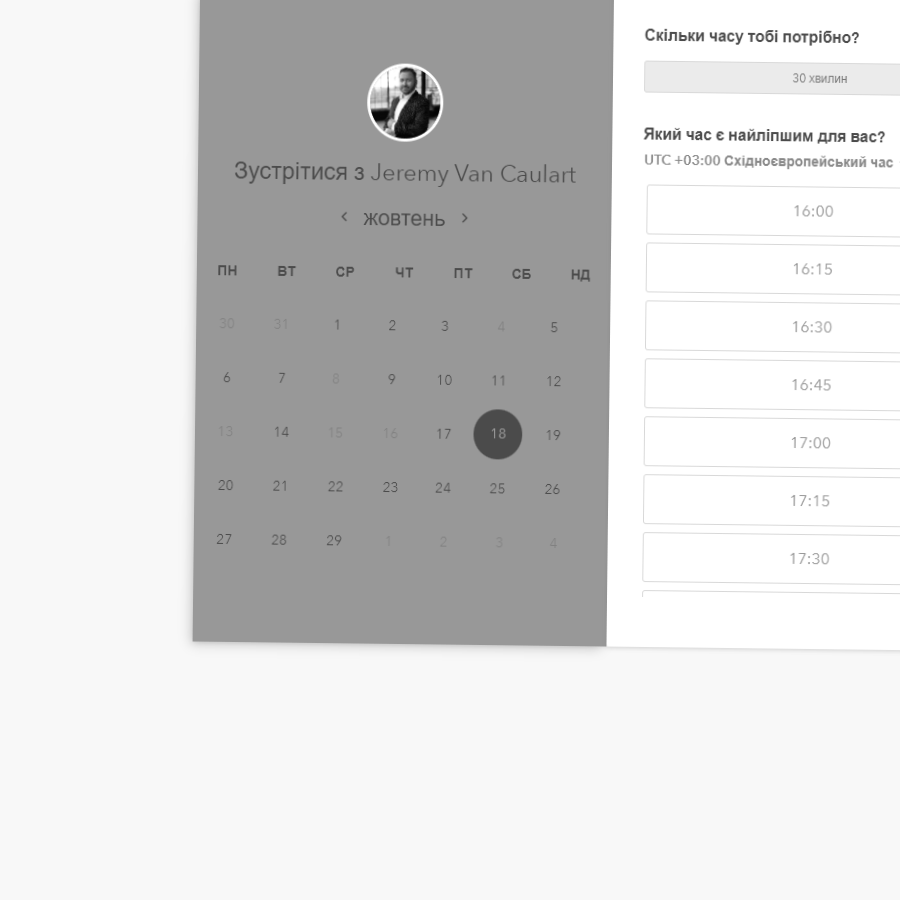 Зустрітися з Jeremy Van Caulart
жовтень
ПН ВТ СР ЧТ ПТ СБ НД
30 31 1 2 3 4 5
6 7 8 9 10 11 12
13 14 15 16 17 18 19
20 21 22 23 24 25 26
27 28 29 1 2 3 4
Скільки часу тобі потрібно?
30 хвилин
Який час є найліпшим для вас?
UTC +03:00 Східноєвропейський час
16:00
16:15
16:30
16:45
17:00
17:15
17:30